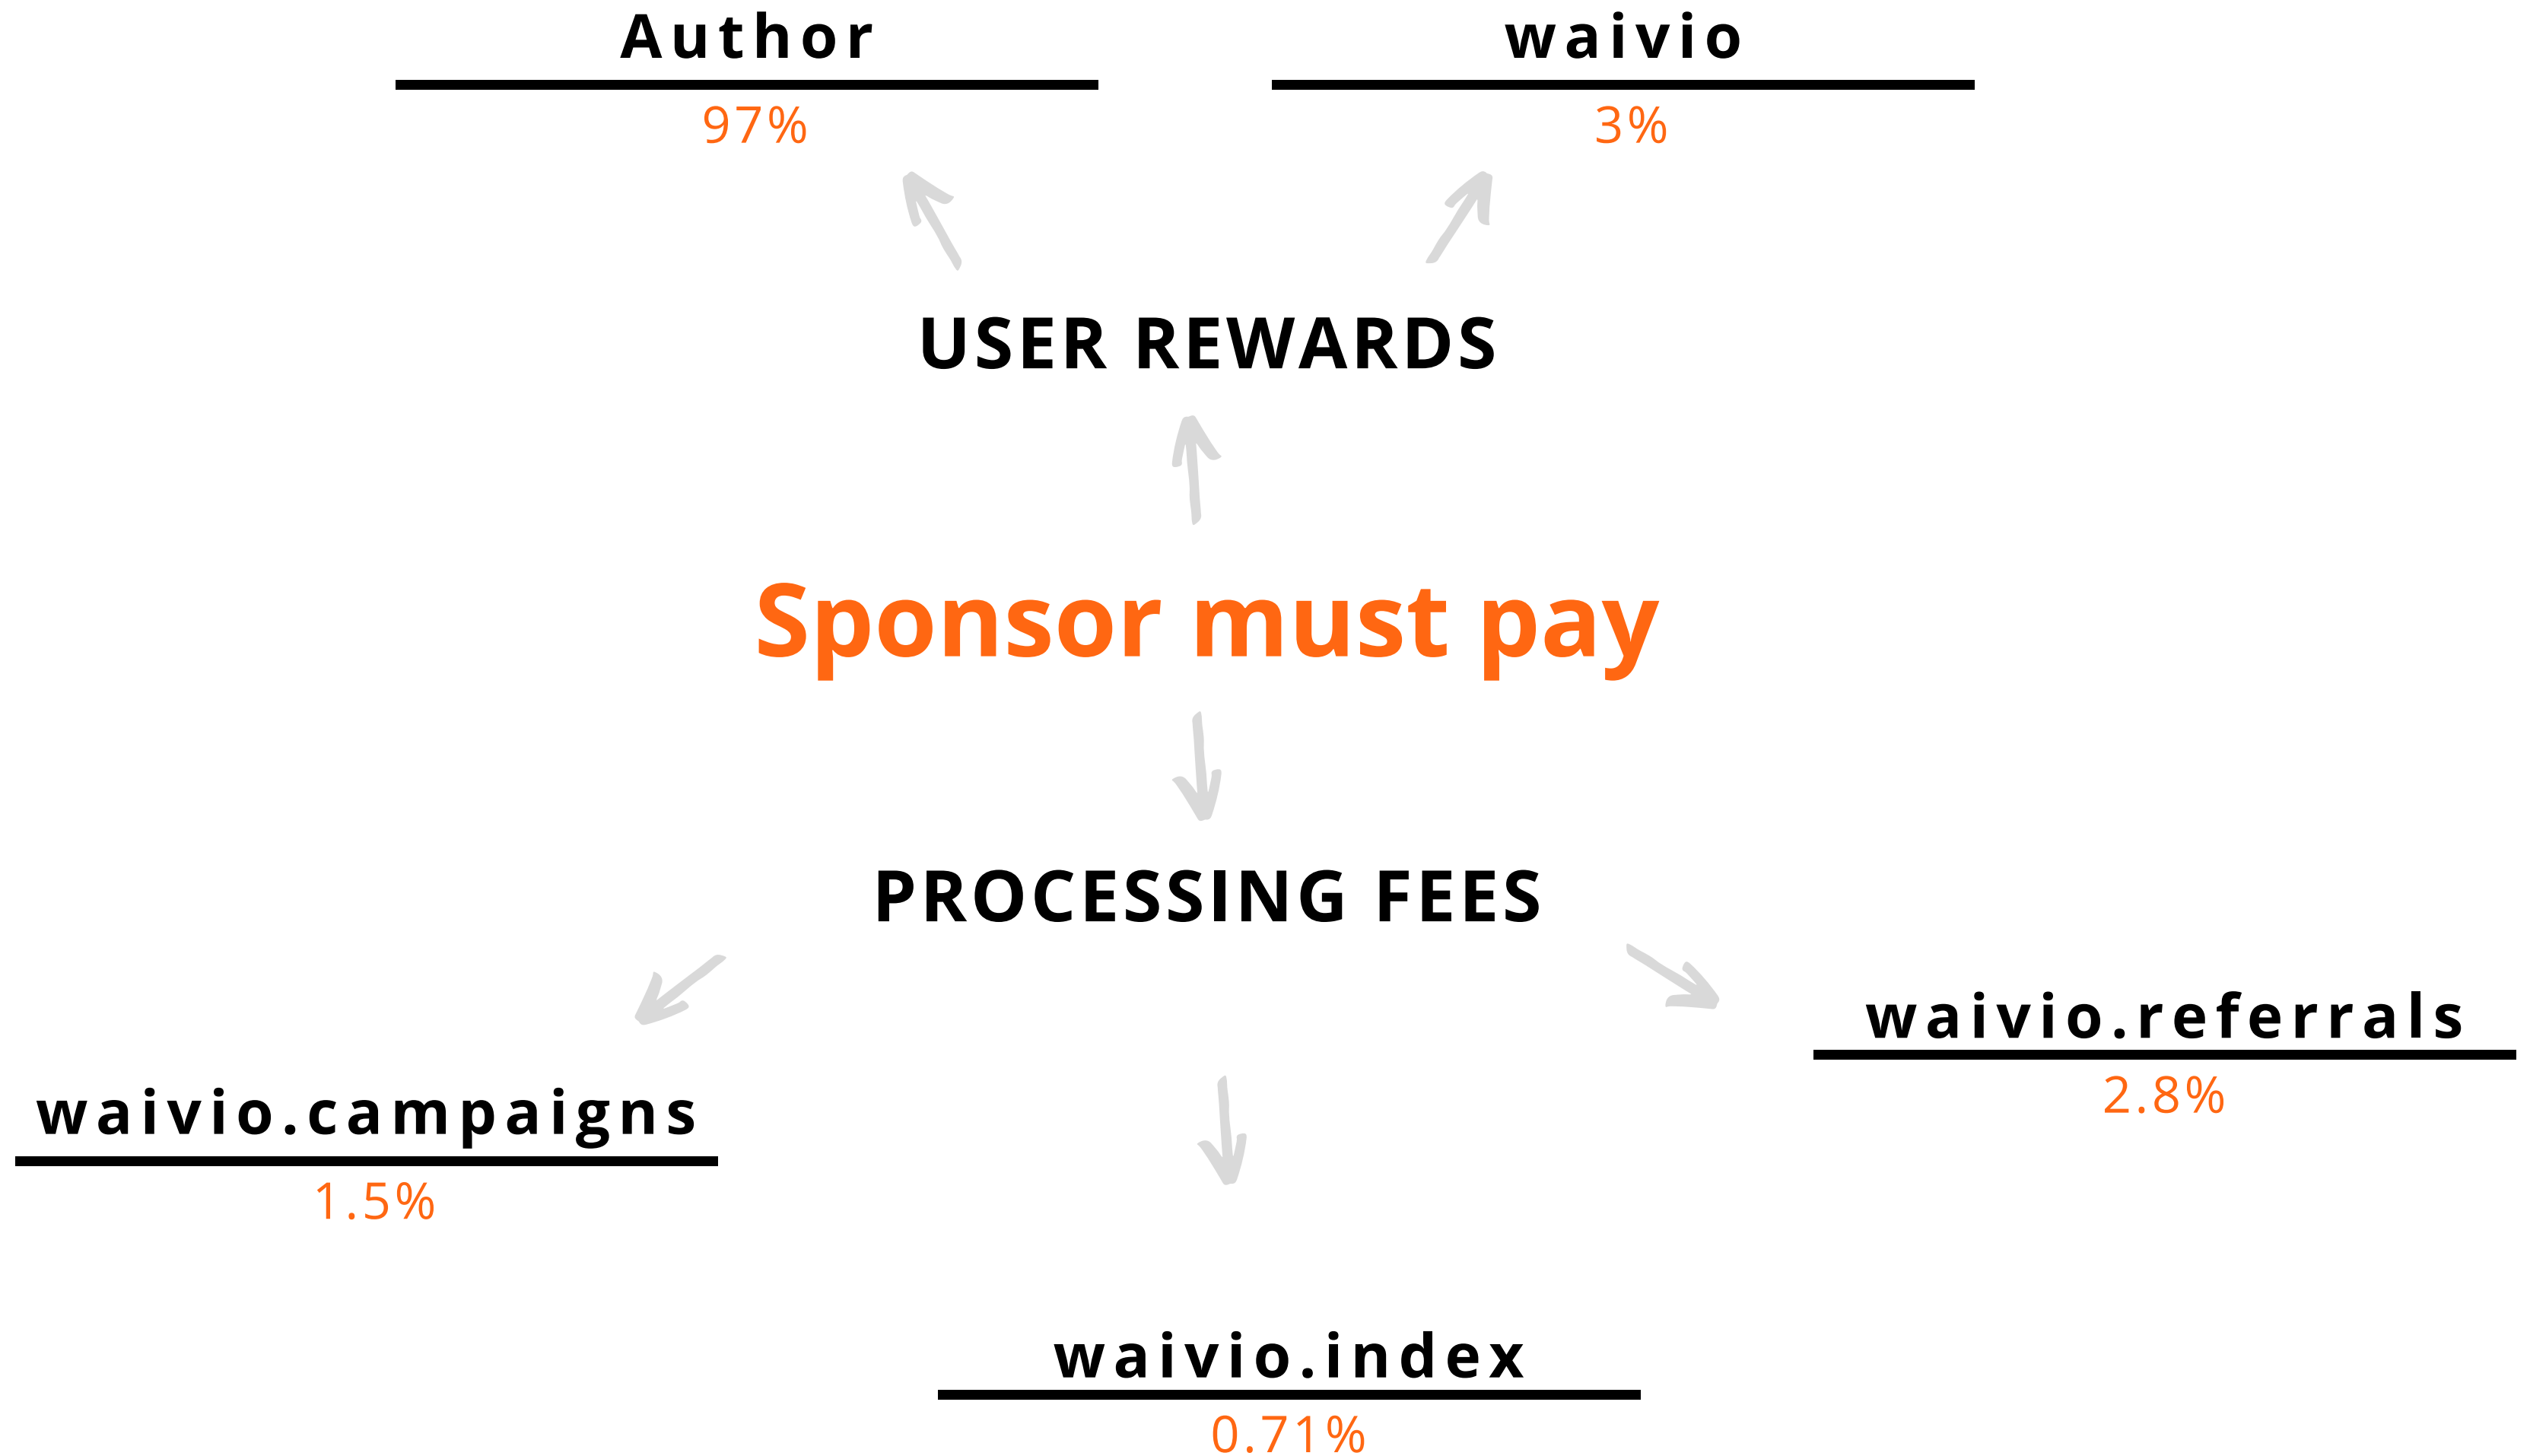 Author
97%
waivio
3%
USER REWARDS
Sponsor must pay
PROCESSING FEES
waivio.campaigns
1.5%
waivio.index
0.71%
waivio.referrals
2.8%